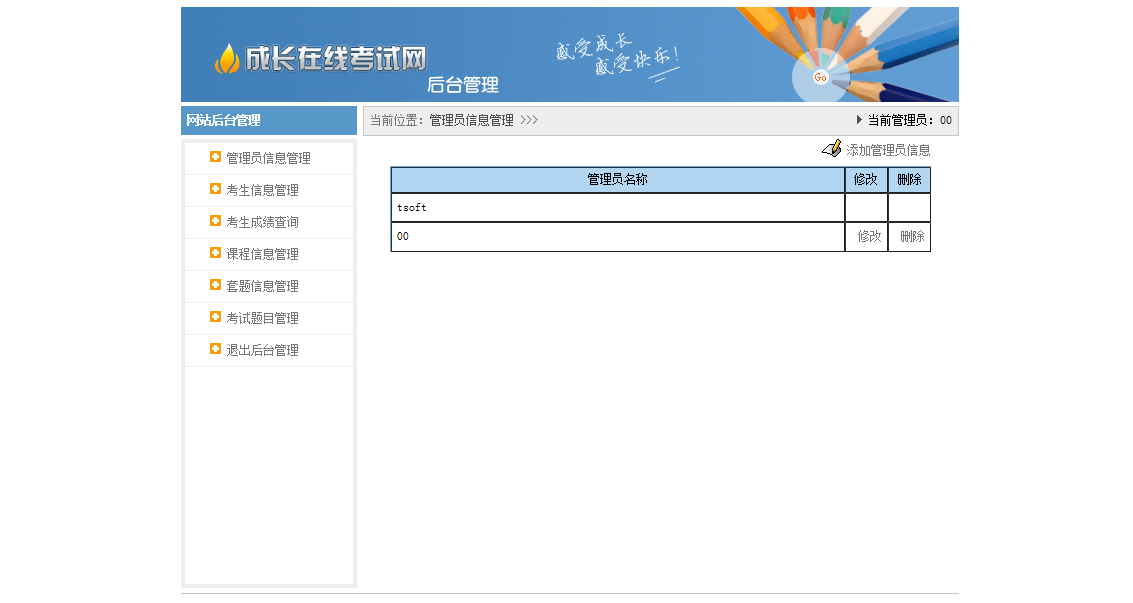 成长在线考试网
后台管理
感受成长
感受快乐!
Go
网站后台管理
当前位置：管理员信息管理 >>>
当前管理员：00
管理员信息管理
考生信息管理
考生成绩查询
课程信息管理
套题信息管理
考试题目管理
退出后台管理
添加管理员信息
管理员名称 修改 删除
tsoft
00 修改 删除